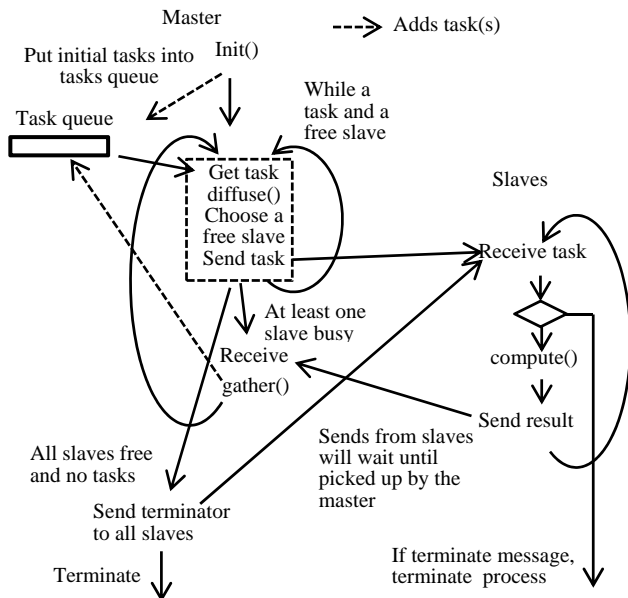 Master
Adds task(s)
Put initial tasks into
tasks queue
Init()
While a
task and a
free slave
Task queue
Get task
diffuse()
Choose a
free slave
Send task
Slaves
Receive task
At least one
slave busy
Receive
gather()
compute()
Send result
All slaves free
and no tasks
Sends from slaves
will wait until
picked up by the
master
Send terminator
to all slaves
Terminate
If terminate message,
terminate process